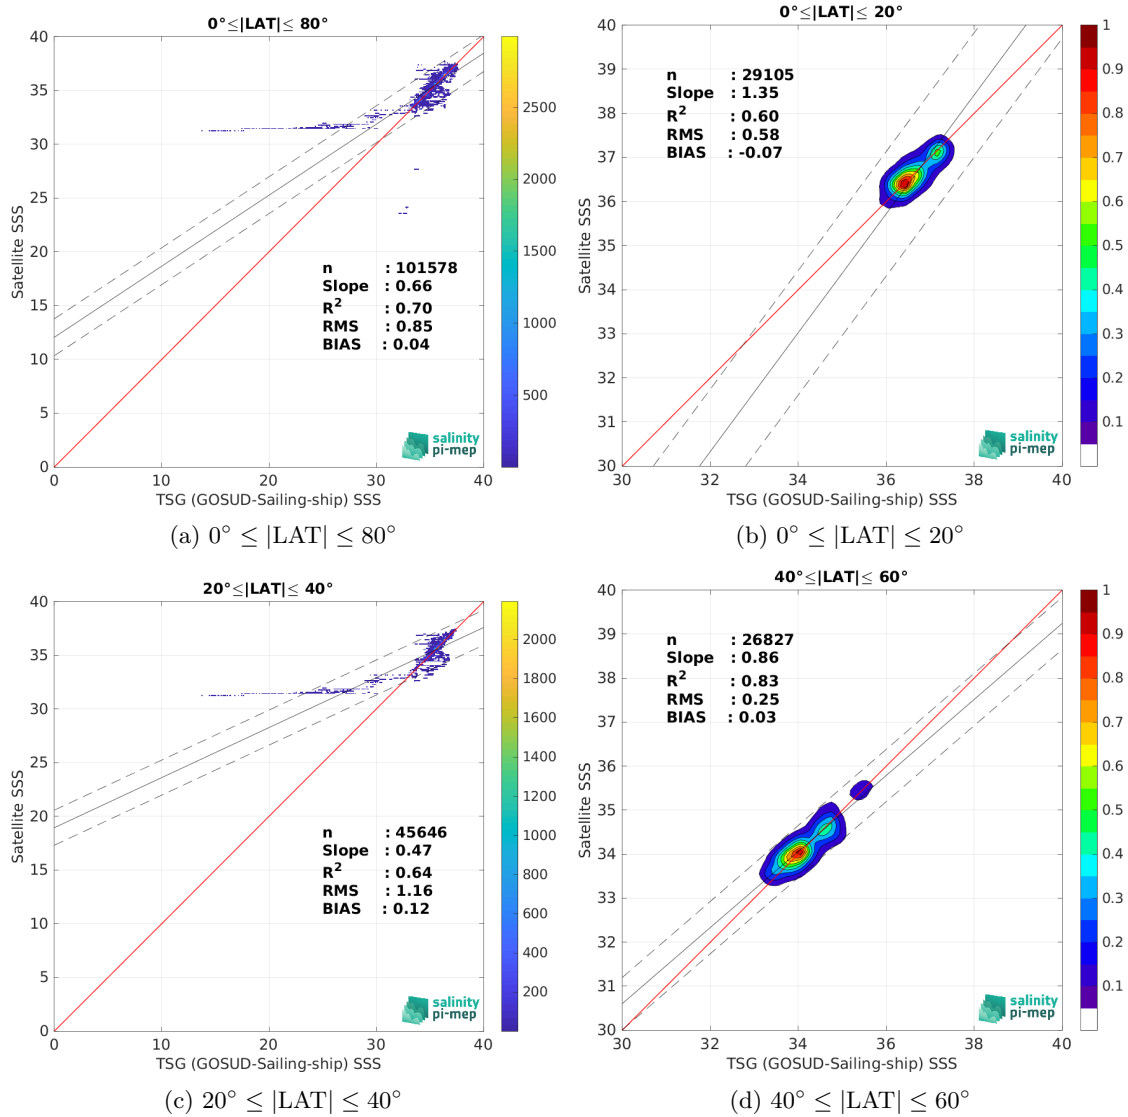 0°≤|LAT|≤ 80°
40
35
30
25
20
15
10
5
0
Satellite SSS
n : 101578
Slope : 0.66
R² : 0.70
RMS : 0.85
BIAS : 0.04
salinity
pi-mep
0 10 20 30 40
TSG (GOSUD-Sailing-ship) SSS
2500
2000
1500
1000
500
(a) 0° ≤ |LAT| ≤ 80°
0°≤|LAT|≤ 20°
40
39
38
37
36
35
34
33
32
31
30
Satellite SSS
n : 29105
Slope : 1.35
R² : 0.60
RMS : 0.58
BIAS : -0.07
salinity
pi-mep
30 32 34 36 38 40
TSG (GOSUD-Sailing-ship) SSS
1
0.9
0.8
0.7
0.6
0.5
0.4
0.3
0.2
0.1
(b) 0° ≤ |LAT| ≤ 20°
20°≤|LAT|≤ 40°
40
35
30
25
20
15
10
5
0
Satellite SSS
n : 45646
Slope : 0.47
R² : 0.64
RMS : 1.16
BIAS : 0.12
salinity
pi-mep
0 10 20 30 40
TSG (GOSUD-Sailing-ship) SSS
2000
1800
1600
1400
1200
1000
800
600
400
200
(c) 20° ≤ |LAT| ≤ 40°
40°≤|LAT|≤ 60°
40
39
38
37
36
35
34
33
32
31
30
Satellite SSS
n : 26827
Slope : 0.86
R² : 0.83
RMS : 0.25
BIAS : 0.03
salinity
pi-mep
30 32 34 36 38 40
TSG (GOSUD-Sailing-ship) SSS
1
0.9
0.8
0.7
0.6
0.5
0.4
0.3
0.2
0.1
(d) 40° ≤ |LAT| ≤ 60°